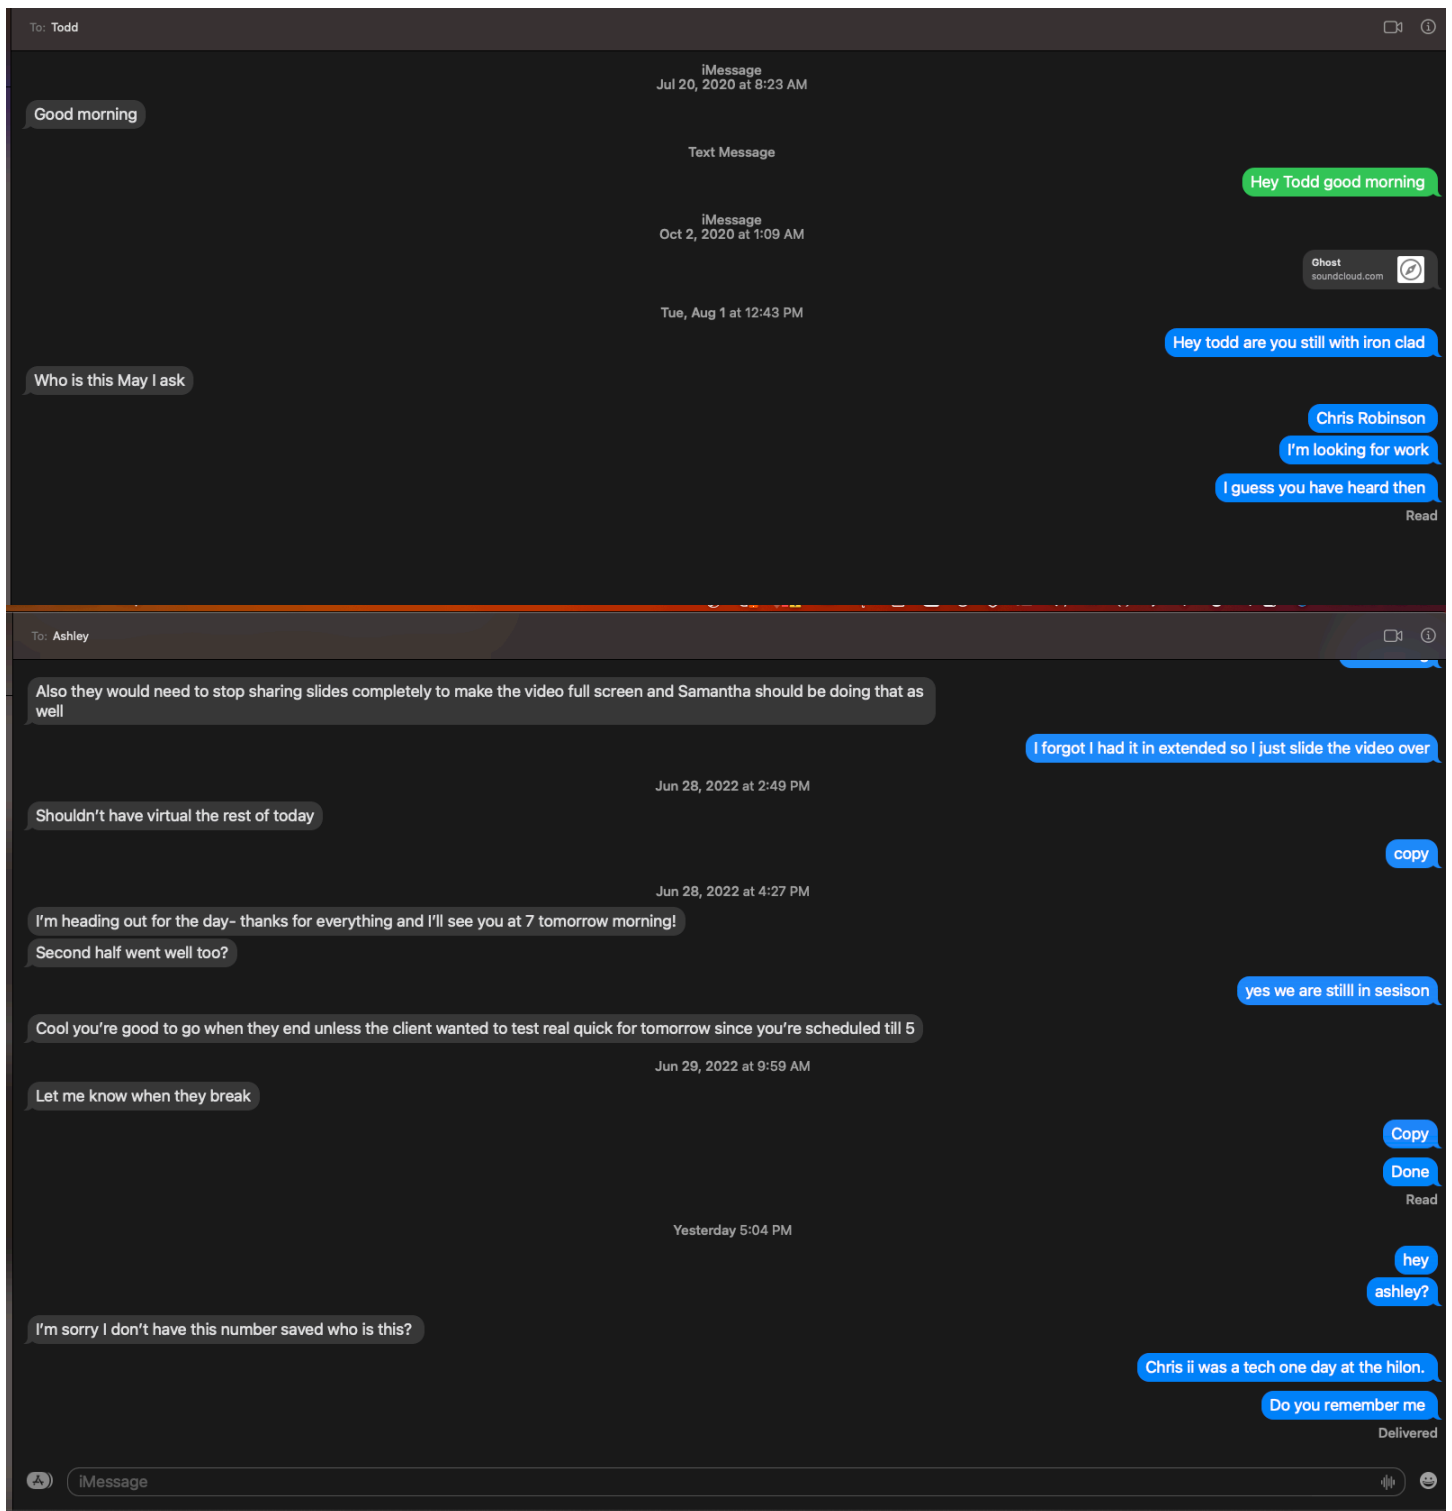 To: Todd
iMessage
Jul 20, 2020 at 8:23 AM
Good morning
Text Message
Hey Todd good morning
iMessage
Oct 2, 2020 at 1:09 AM
Ghost
soundcloud.com
Tue, Aug 1 at 12:43 PM
Hey todd are you still with iron clad
Who is this May I ask
Chris Robinson
I'm looking for work
I guess you have heard then
Read
To: Ashley
Also they would need to stop sharing slides completely to make the video full screen and Samantha should be doing that as
well
I forgot I had it in extended so I just slide the video over
Jun 28, 2022 at 2:49 PM
Shouldn't have virtual the rest of today
copy
Jun 28, 2022 at 4:27 PM
I'm heading out for the day- thanks for everything and I'll see you at 7 tomorrow morning!
Second half went well too?
yes we are stilll in sesison
Cool you're good to go when they end unless the client wanted to test real quick for tomorrow since you're scheduled till 5
Jun 29, 2022 at 9:59 AM
Let me know when they break
Copy
Done
Read
Yesterday 5:04 PM
hey
ashley?
I'm sorry I don't have this number saved who is this?
Chris ii was a tech one day at the hilon.
Do you remember me
Delivered
iMessage